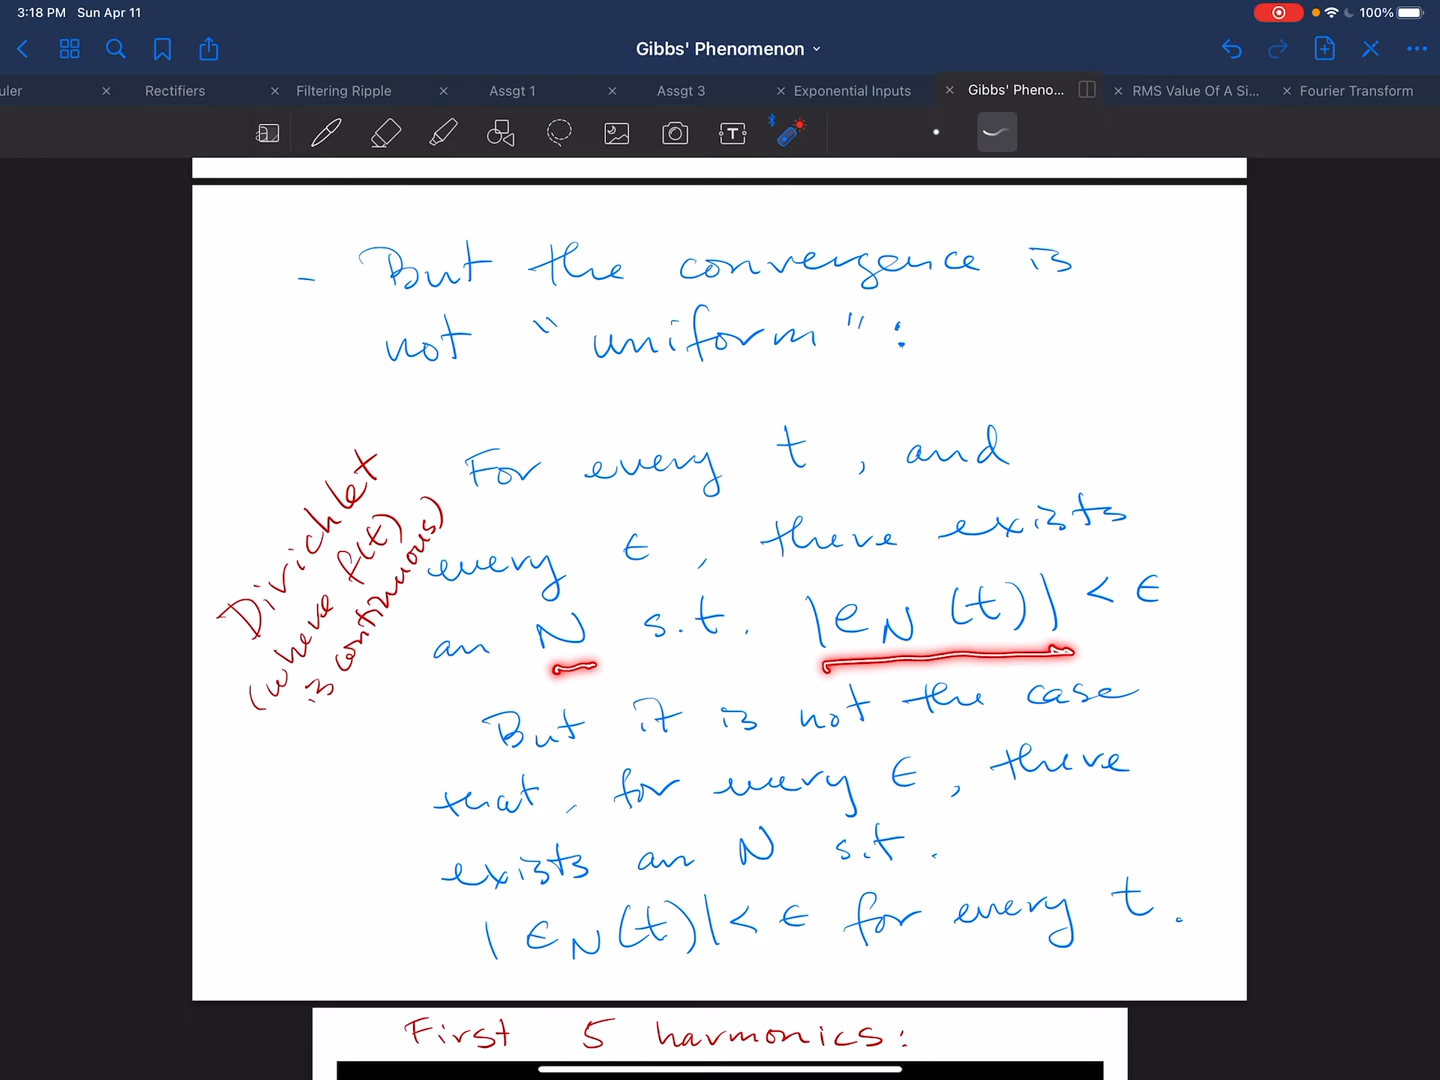 3:18 PM Sun Apr 11
100%
Gibbs' Phenomenon
uler
Rectifiers
Filtering Ripple
Assgt 1
Assgt 3
Exponential Inputs
Gibbs' Pheno...
RMS Value Of A Si...
Fourier Transform
- But the convergence is
not "uniform":
For every t, and
every ϵ, there exists
an N s.t. |e_N(t)| < ϵ
Dirichlet
(where f(t)
is continuous)
But it is not the case
that, for every ϵ, there
exists an N s.t.
|ϵ_N(t)| < ϵ for every t.
First 5 harmonics: